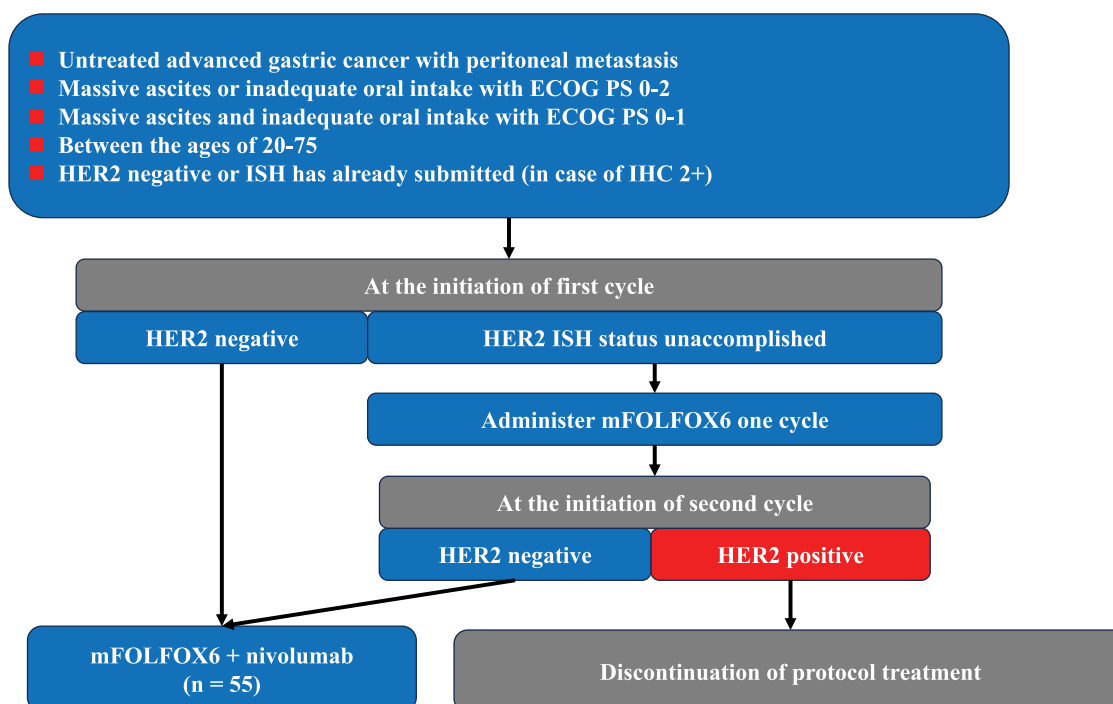 Untreated advanced gastric cancer with peritoneal metastasis
Massive ascites or inadequate oral intake with ECOG PS 0-2
Massive ascites and inadequate oral intake with ECOG PS 0-1
Between the ages of 20-75
HER2 negative or ISH has already submitted (in case of IHC 2+)
At the initiation of first cycle
HER2 negative
HER2 ISH status unaccomplished
Administer mFOLFOX6 one cycle
At the initiation of second cycle
HER2 negative
HER2 positive
mFOLFOX6 + nivolumab
(n = 55)
Discontinuation of protocol treatment